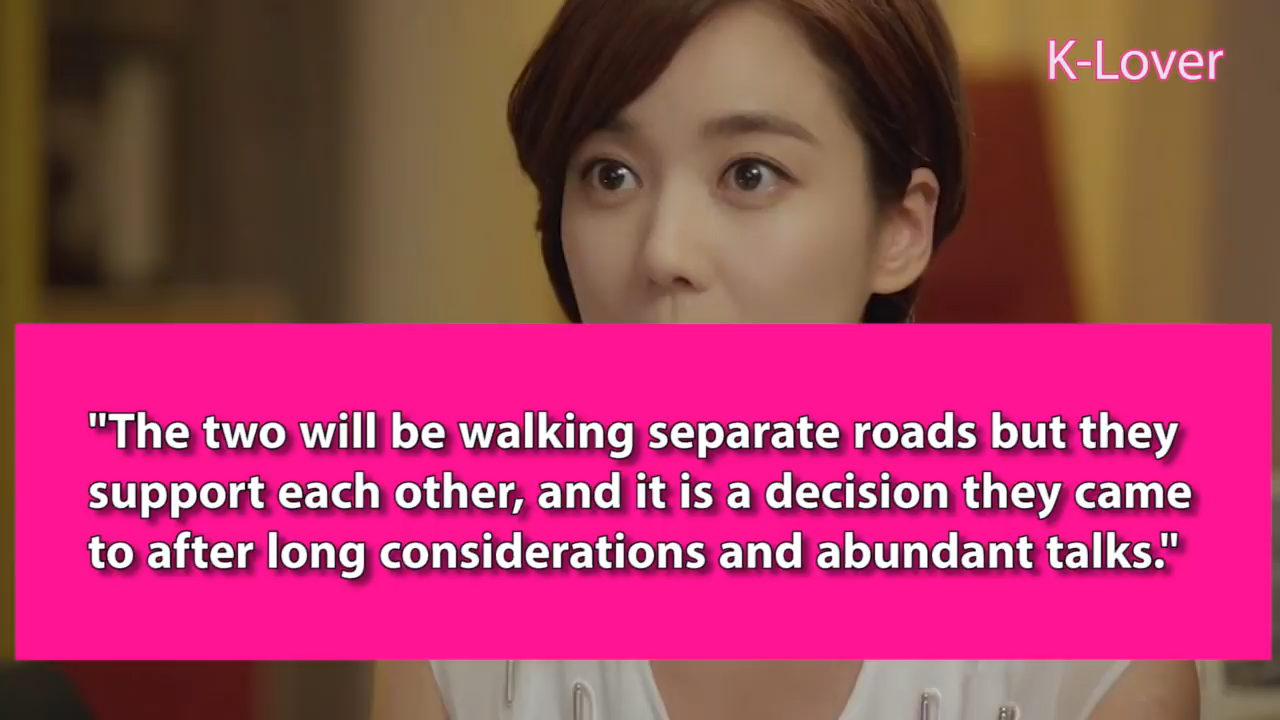 K-Lover
"The two will be walking separate roads but they
support each other, and it is a decision they came
to after long considerations and abundant talks."